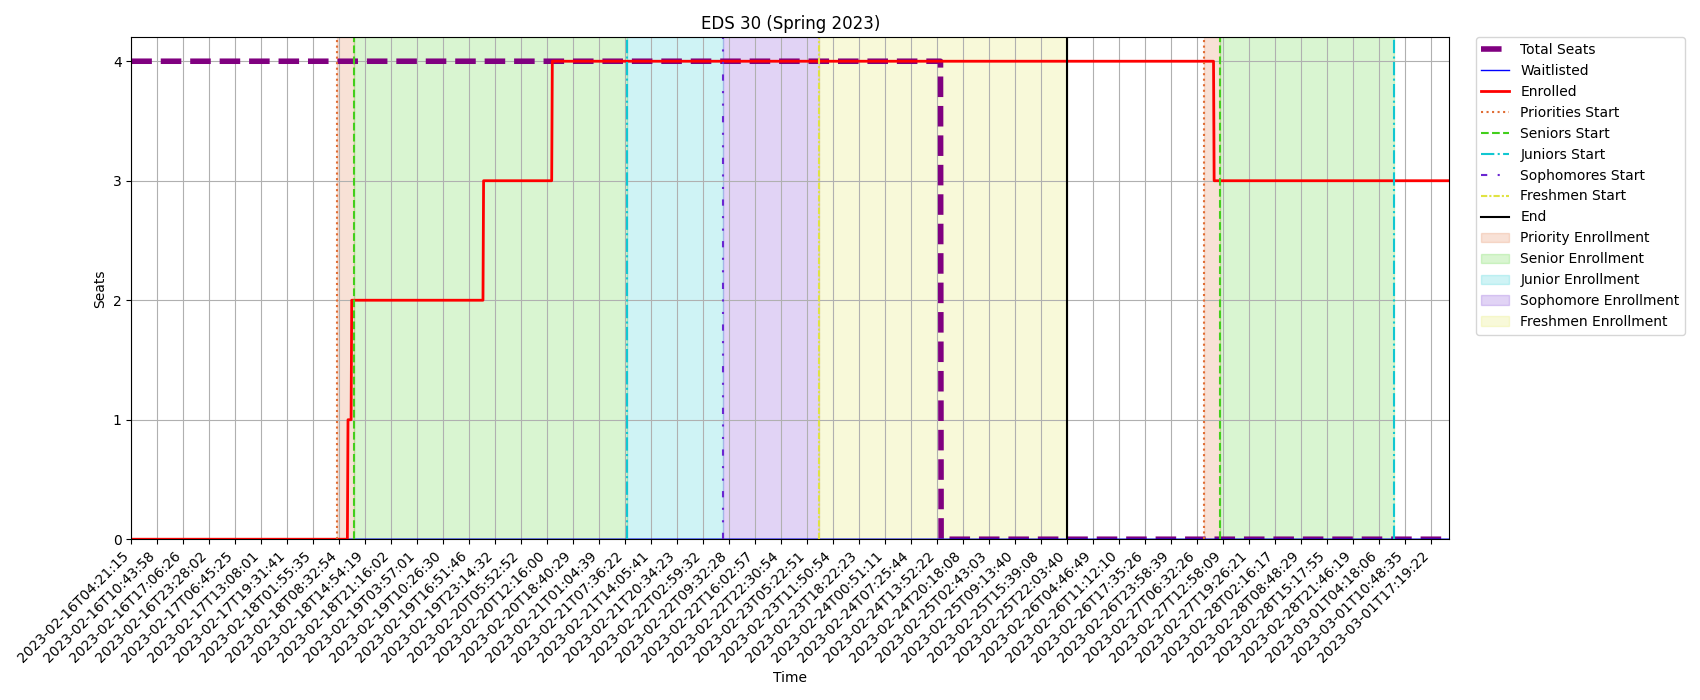 EDS 30 (Spring 2023)
Seats
4
3
2
1
0
2023-02-16T04:21:15
2023-02-16T10:43:58
2023-02-16T17:06:26
2023-02-16T23:28:02
2023-02-17T06:45:25
2023-02-17T13:08:01
2023-02-17T19:31:41
2023-02-18T01:55:35
2023-02-18T08:32:54
2023-02-18T14:54:19
2023-02-18T21:16:02
2023-02-19T03:57:01
2023-02-19T10:26:30
2023-02-19T16:51:46
2023-02-19T23:14:32
2023-02-20T05:52:52
2023-02-20T12:16:00
2023-02-20T18:40:29
2023-02-21T01:04:39
2023-02-21T07:36:22
2023-02-21T14:05:41
2023-02-21T20:34:23
2023-02-22T02:59:32
2023-02-22T09:32:28
2023-02-22T16:02:57
2023-02-22T22:30:54
2023-02-23T05:22:51
2023-02-23T11:50:54
2023-02-23T18:22:23
2023-02-24T00:51:11
2023-02-24T07:25:44
2023-02-24T13:52:22
2023-02-24T20:18:08
2023-02-25T02:43:03
2023-02-25T09:13:40
2023-02-25T15:39:08
2023-02-25T22:03:40
2023-02-26T04:46:49
2023-02-26T11:12:10
2023-02-26T17:35:26
2023-02-26T23:58:39
2023-02-27T06:32:26
2023-02-27T12:58:09
2023-02-27T19:26:21
2023-02-28T02:16:17
2023-02-28T08:48:29
2023-02-28T15:17:55
2023-02-28T21:46:19
2023-03-01T04:18:06
2023-03-01T10:48:35
2023-03-01T17:19:22
Time
Total Seats
Waitlisted
Enrolled
Priorities Start
Seniors Start
Juniors Start
Sophomores Start
Freshmen Start
End
Priority Enrollment
Senior Enrollment
Junior Enrollment
Sophomore Enrollment
Freshmen Enrollment